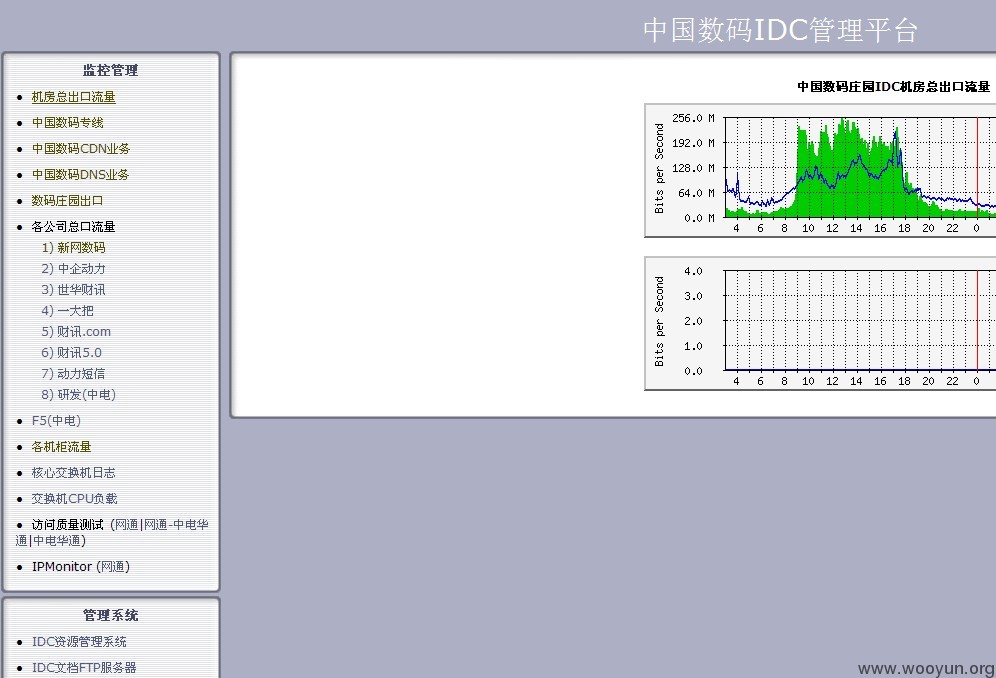 中国数码IDC管理平台
监控管理
机房总出口流量
中国数码专线
中国数码CDN业务
中国数码DNS业务
数码庄园出口
各公司总口流量
1) 新网数码
2) 中企动力
3) 世华财讯
4) 一大把
5) 财讯.com
6) 财讯5.0
7) 动力短信
8) 研发(中电)
F5(中电)
各机柜流量
核心交换机日志
交换机CPU负载
访问质量测试 (网通|网通-中电华
通|中电华通)
IPMonitor (网通)
管理系统
IDC资源管理系统
IDC文档FTP服务器
中国数码庄园IDC机房总出口流量
Bits per Second
256.0 M
192.0 M
128.0 M
64.0 M
0.0 M
4 6 8 10 12 14 16 18 20 22 0
Bits per Second
4.0
3.0
2.0
1.0
0.0
4 6 8 10 12 14 16 18 20 22 0
www.wooyun.org